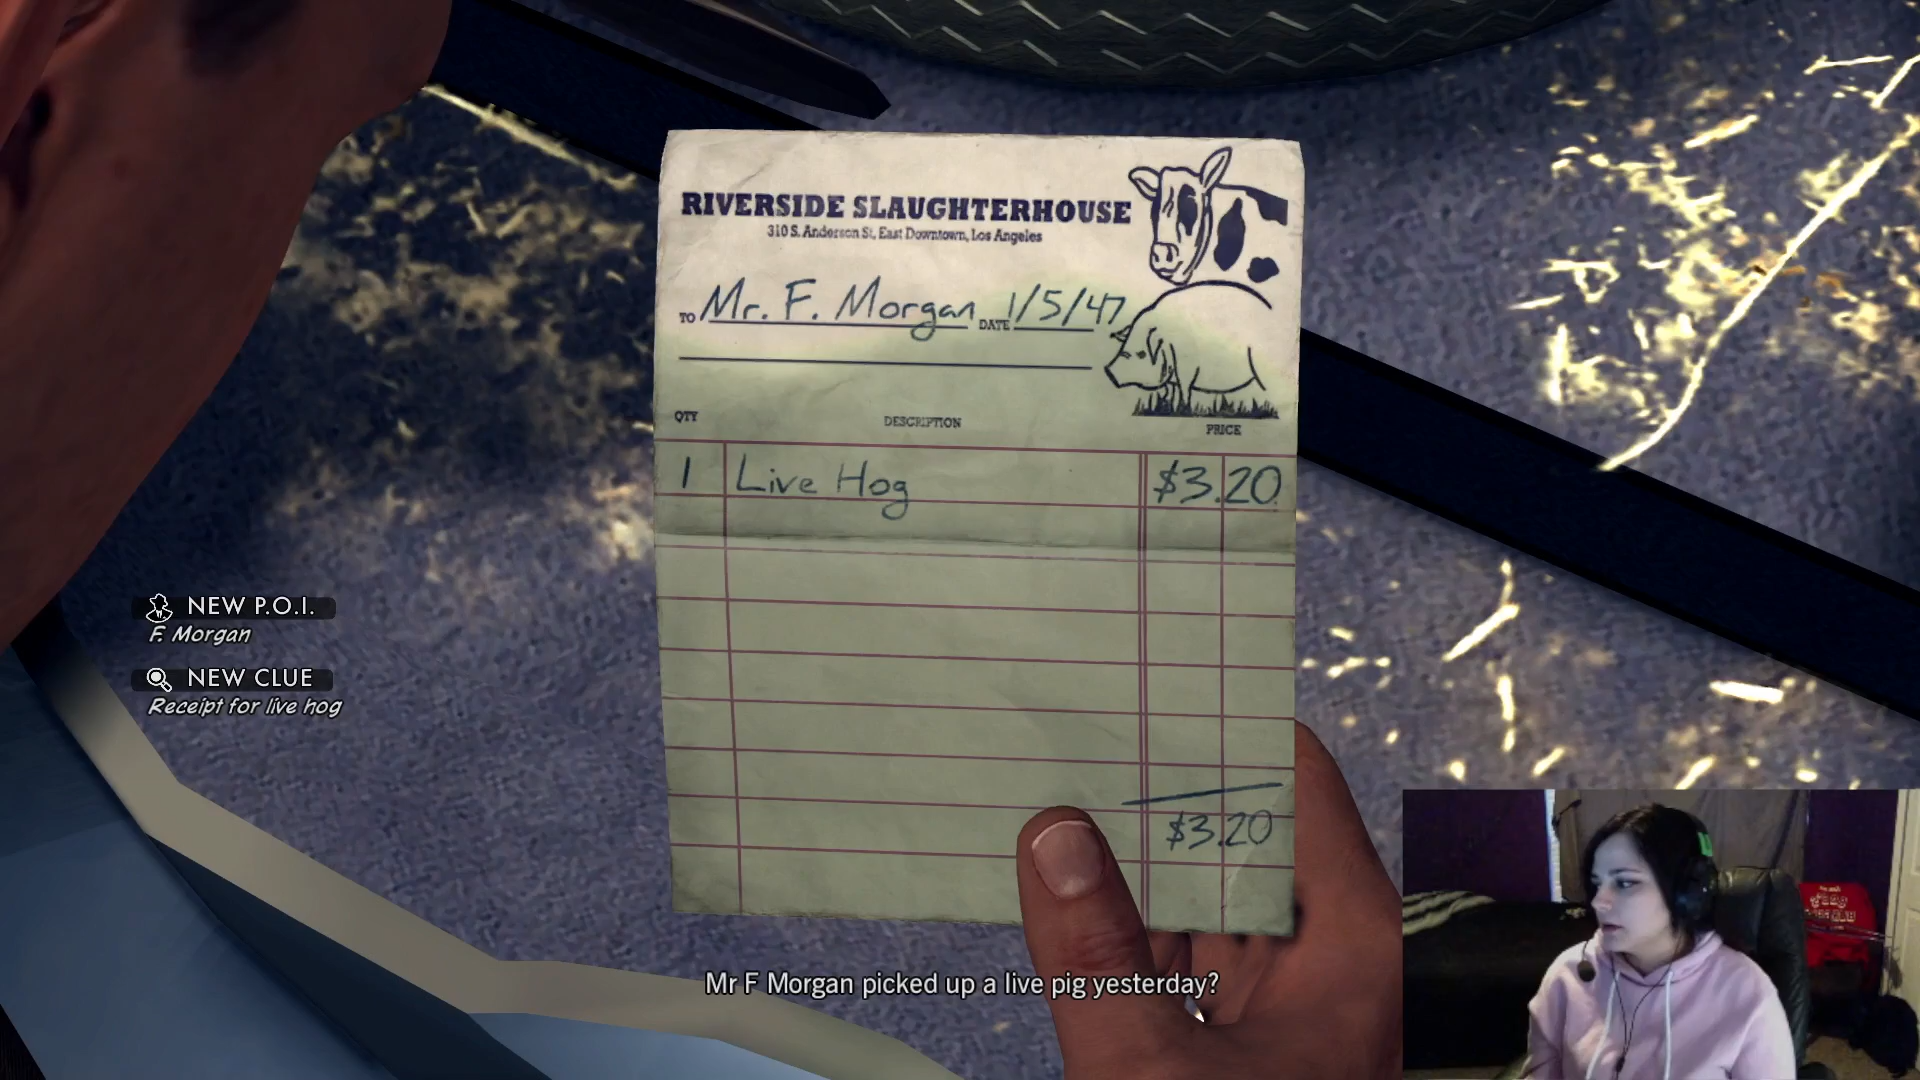 RIVERSIDE SLAUGHTERHOUSE
310 S. Anderson St, East Downtown, Los Angeles
TO Mr. F. Morgan DATE 1/5/47
QTY DESCRIPTION PRICE
1 Live Hog $3.20
$3.20
NEW P.O.I.
F. Morgan
NEW CLUE
Receipt for live hog
Mr F Morgan picked up a live pig yesterday?